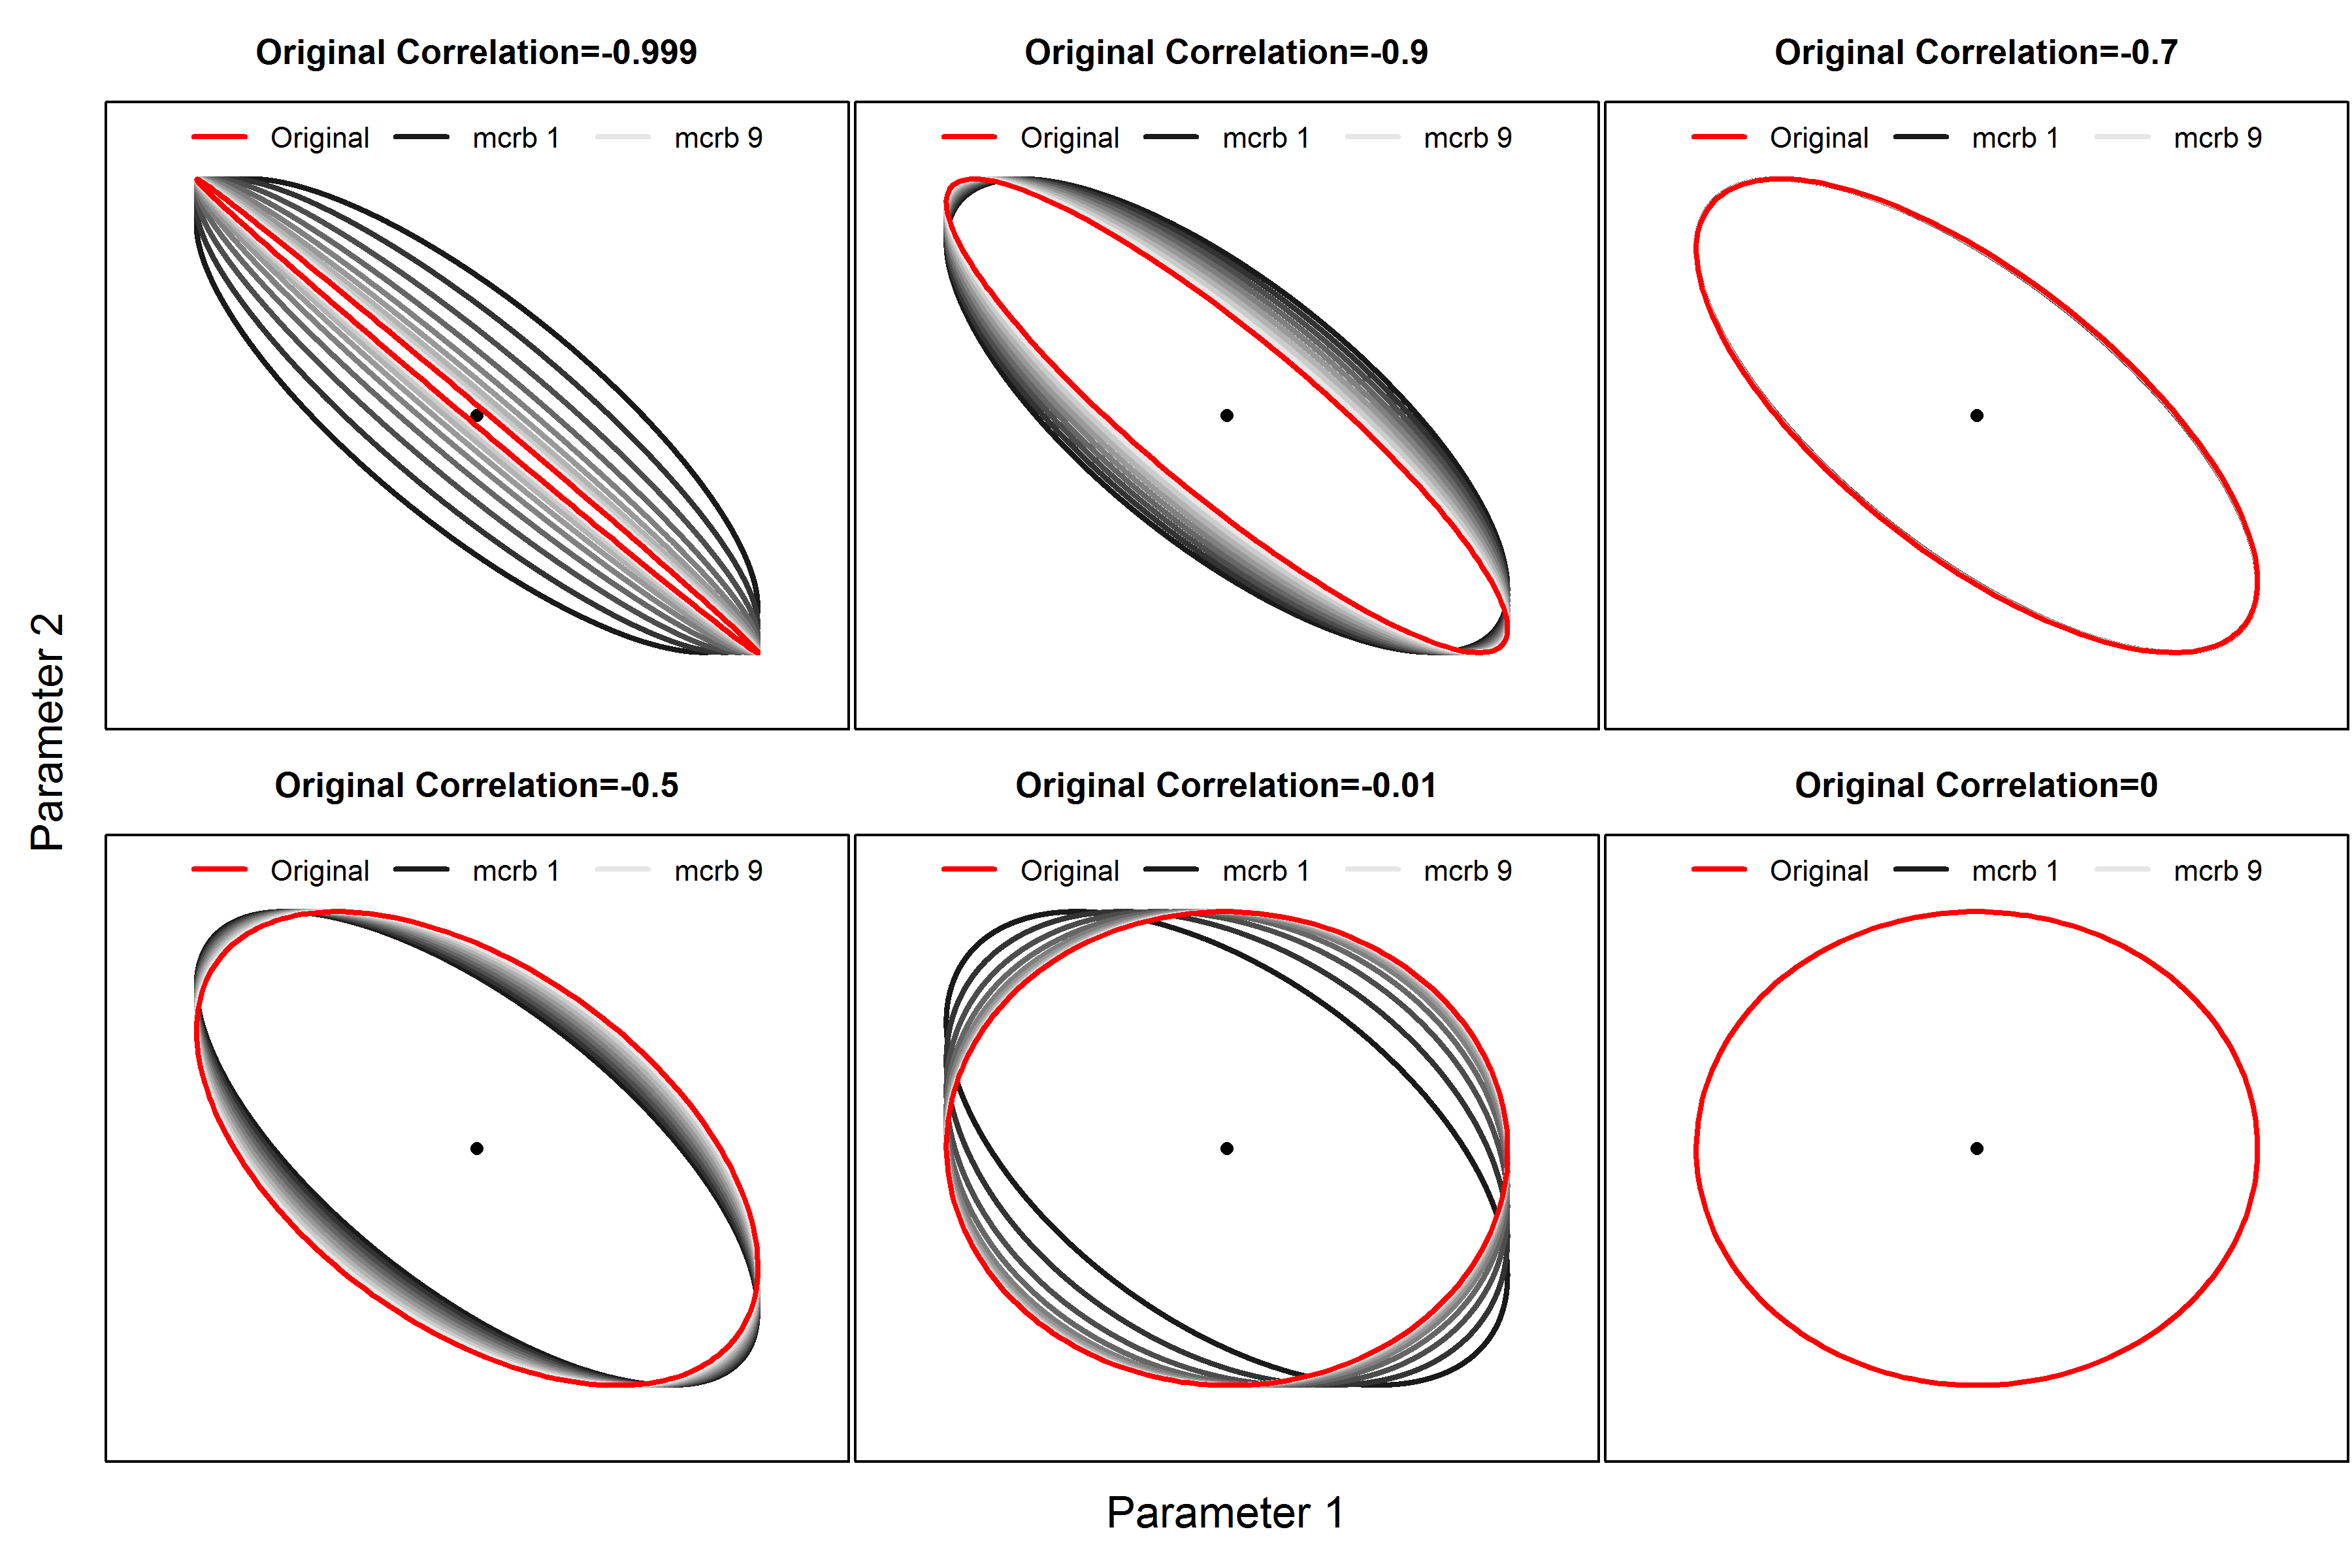 Original Correlation=-0.999
Original mcrb 1 mcrb 9
Original Correlation=-0.9
Original mcrb 1 mcrb 9
Original Correlation=-0.7
Original mcrb 1 mcrb 9
Parameter 2
Original Correlation=-0.5
Original mcrb 1 mcrb 9
Original Correlation=-0.01
Original mcrb 1 mcrb 9
Original Correlation=0
Original mcrb 1 mcrb 9
Parameter 1